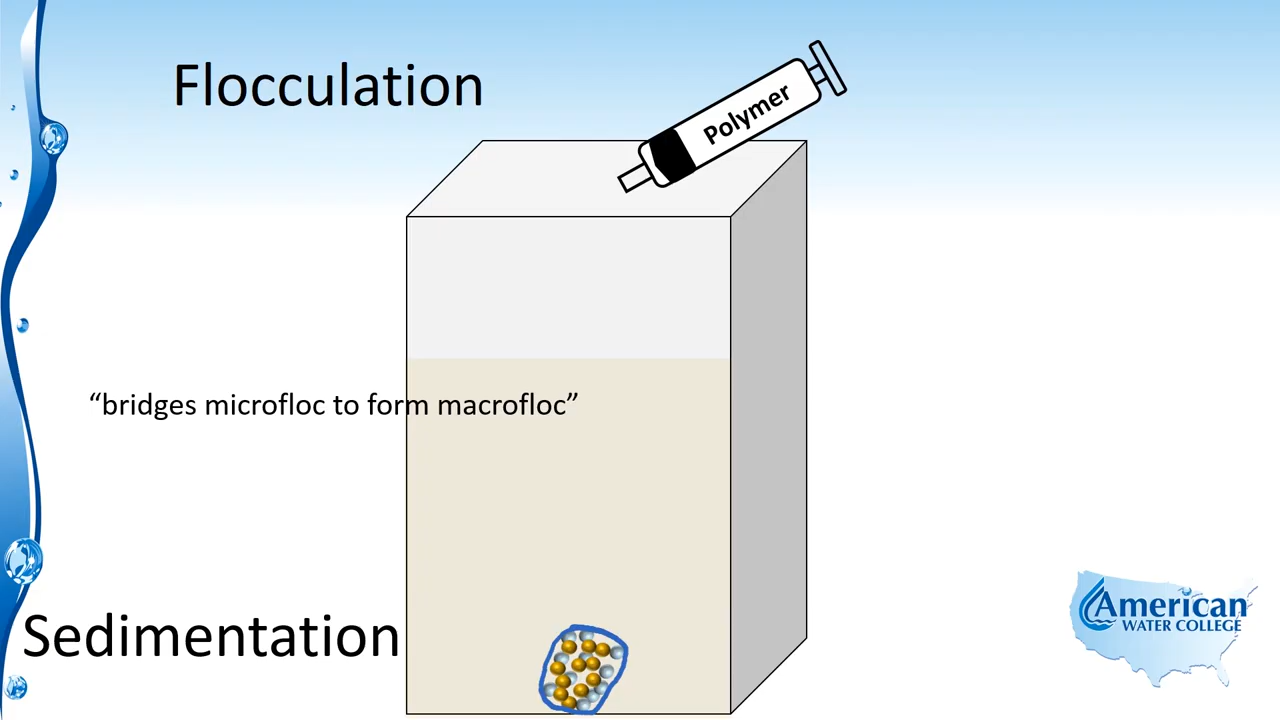 Flocculation
Polymer
“bridges microfloc to form macrofloc”
Sedimentation
American
WATER COLLEGE